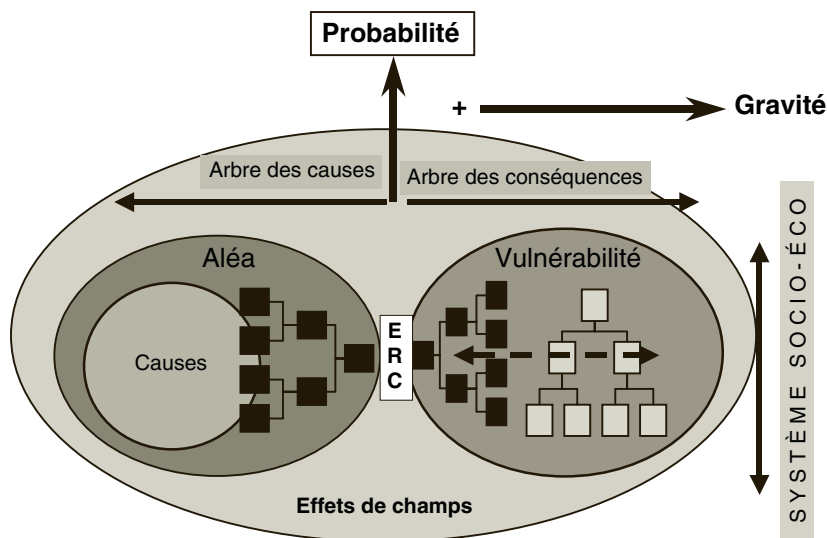 Probabilité
+
Gravité
Arbre des causes
Arbre des conséquences
Aléa
Vulnérabilité
E
R
C
Causes
Effets de champs
SYSTÈME SOCIO-ÉCO